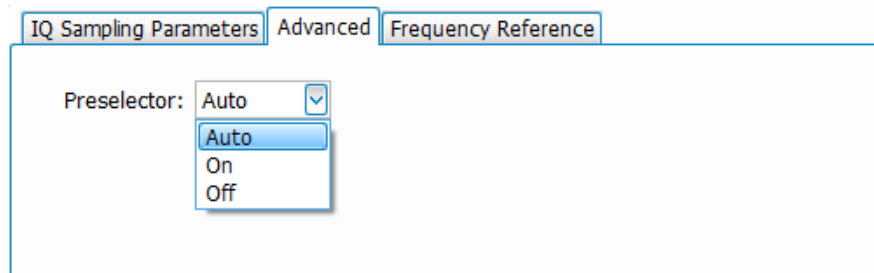 IQ Sampling Parameters Advanced Frequency Reference
Preselector: Auto
Auto
On
Off